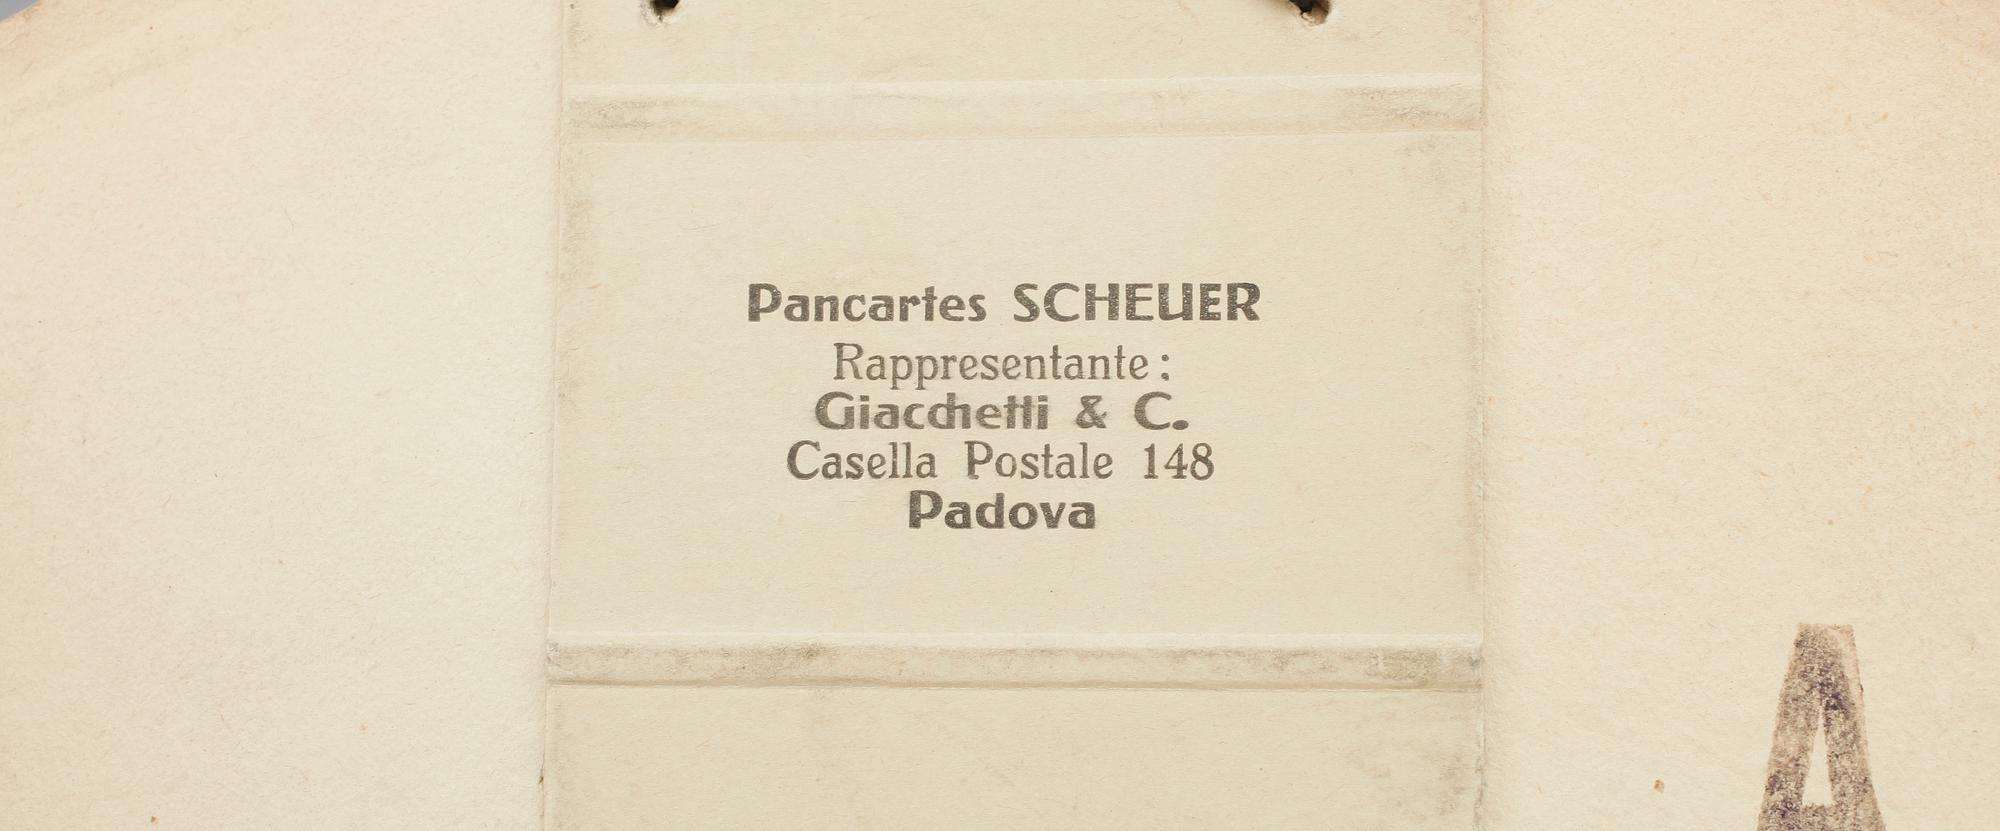 Pancartes SCHEUER
Rappresentante :
Giacchetti & C.
Casella Postale 148
Padova
A